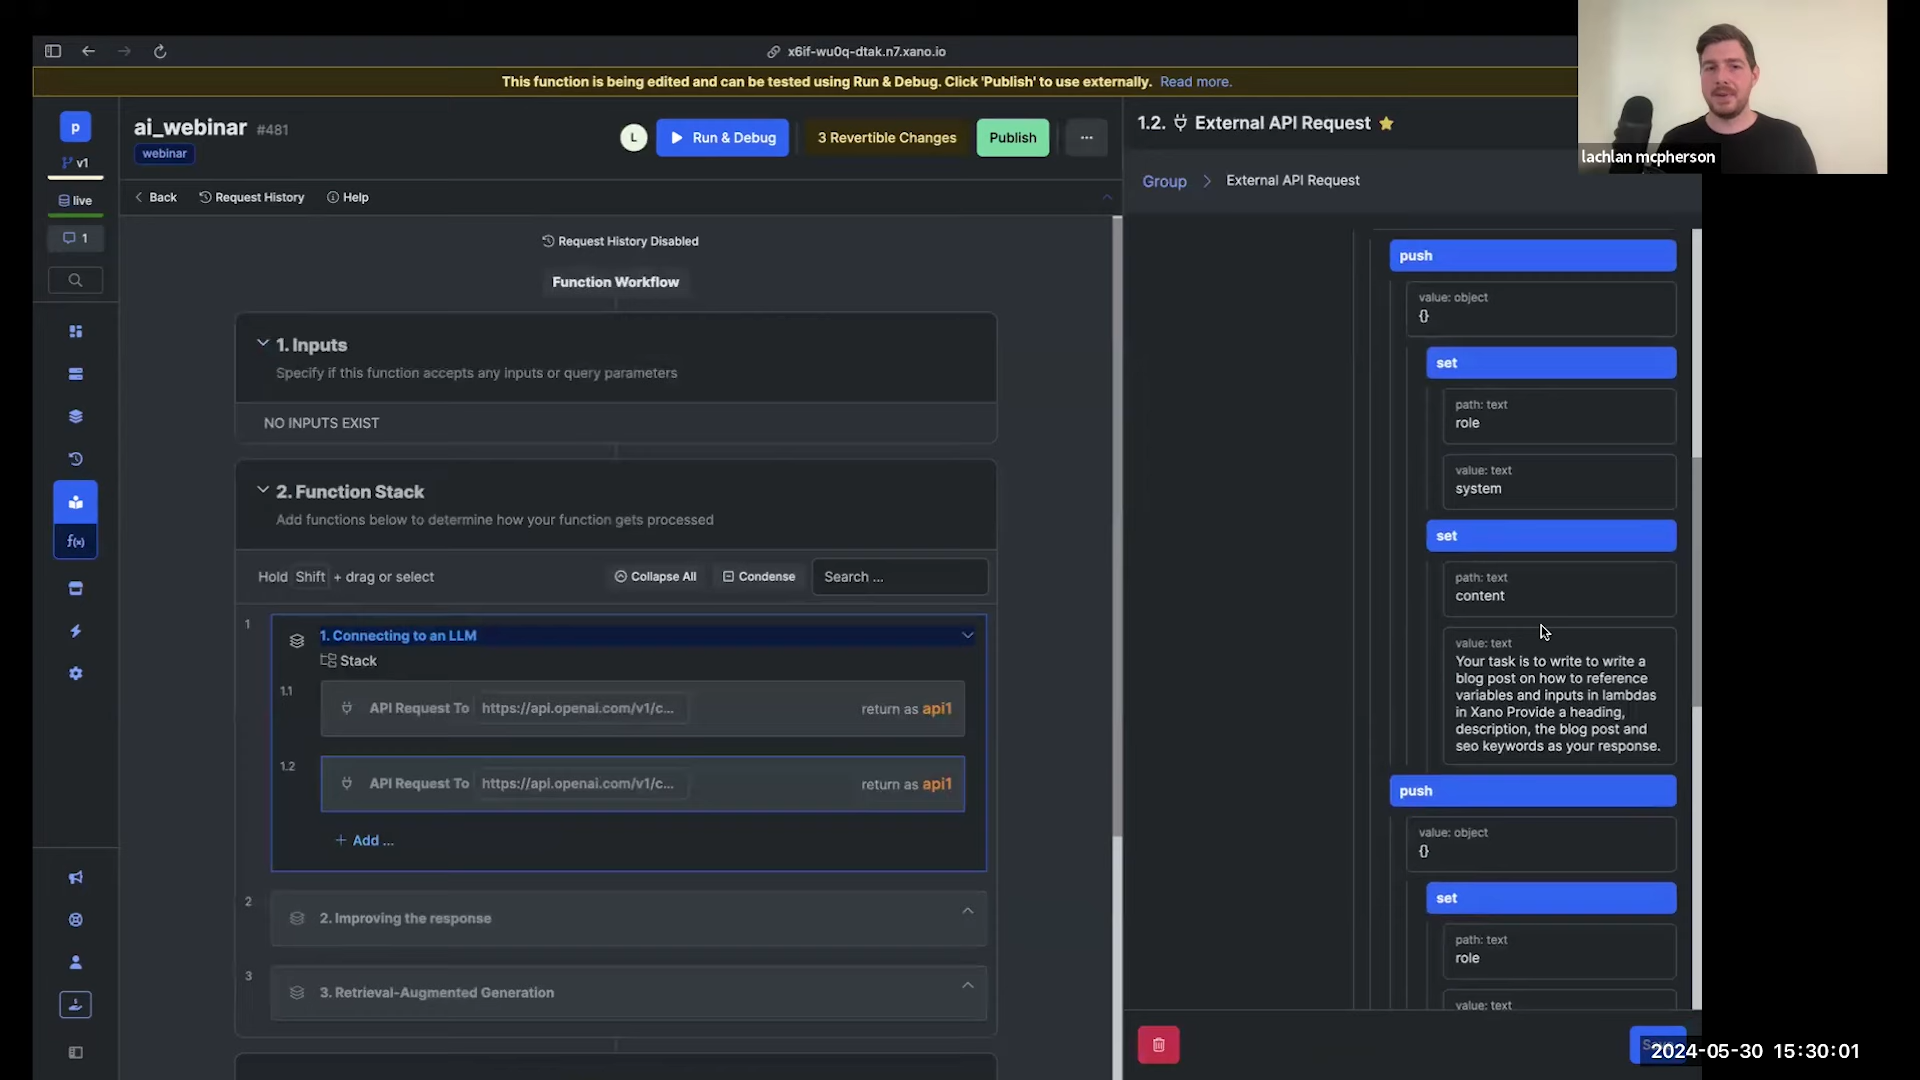 x6if-wu0q-dtak.n7.xano.io
This function is being edited and can be tested using Run & Debug. Click 'Publish' to use externally. Read more.
p
v1
live
1
f(x)
ai_webinar #481
webinar
L
Run & Debug
3 Revertible Changes
Publish
...
Back
Request History
Help
Request History Disabled
Function Workflow
1. Inputs
Specify if this function accepts any inputs or query parameters
NO INPUTS EXIST
2. Function Stack
Add functions below to determine how your function gets processed
Hold Shift + drag or select
Collapse All
Condense
Search ...
1
1. Connecting to an LLM
Stack
1.1
API Request To https://api.openai.com/v1/c... return as api1
1.2
API Request To https://api.openai.com/v1/c... return as api1
+ Add ...
2
2. Improving the response
3
3. Retrieval-Augmented Generation
1.2. External API Request
Group > External API Request
push
value: object
{}
set
path: text
role
value: text
system
set
path: text
content
value: text
Your task is to write to write a
blog post on how to reference
variables and inputs in lambdas
in Xano Provide a heading,
description, the blog post and
seo keywords as your response.
push
value: object
{}
set
path: text
role
value: text
lachlan mcpherson
2024-05-30 15:30:01